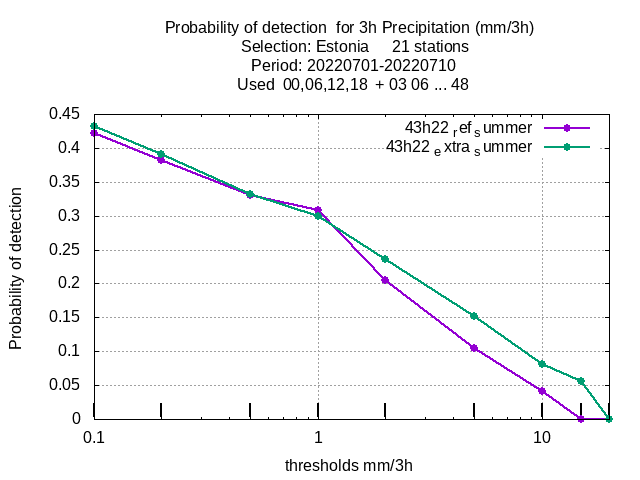 Probability of detection for 3h Precipitation (mm/3h)
Selection: Estonia 21 stations
Period: 20220701-20220710
Used 00,06,12,18 + 03 06 ... 48
43h22 ref summer
43h22 extra summer
Probability of detection
0.45
0.4
0.35
0.3
0.25
0.2
0.15
0.1
0.05
0
0.1 1 10
thresholds mm/3h